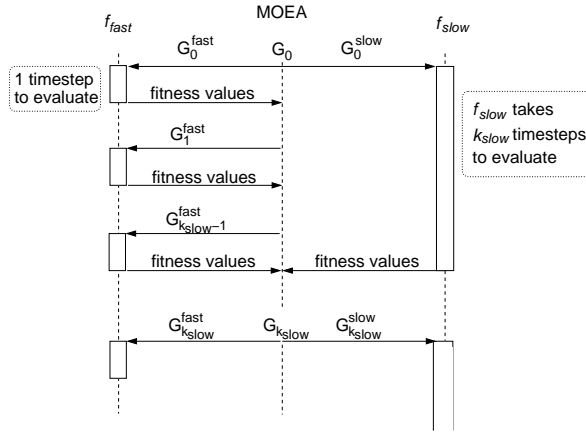 MOEA
f_fast
f_slow
G_0^fast G_0 G_0^slow
1 timestep
to evaluate
fitness values
f_slow takes
k_slow timesteps
to evaluate
G_1^fast
fitness values
G_{k_slow−1}^fast
fitness values fitness values
G_{k_slow}^fast G_{k_slow} G_{k_slow}^slow